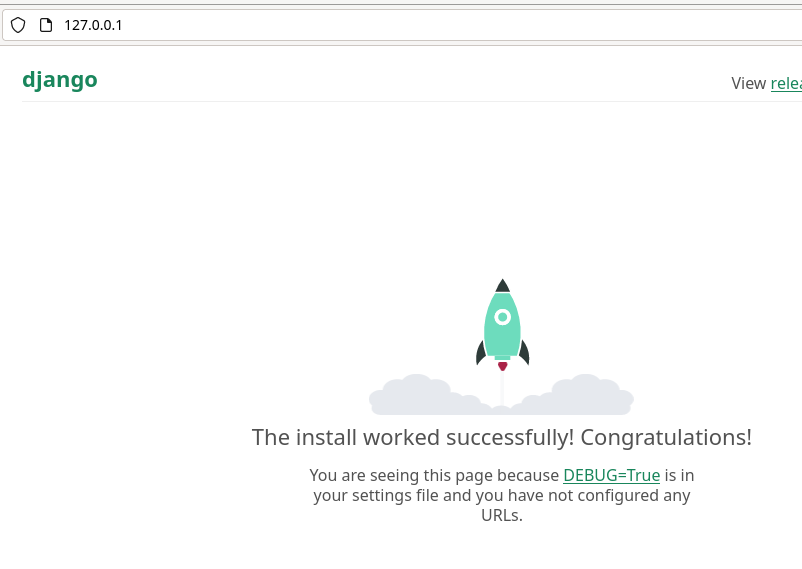 127.0.0.1
django
View
The install worked successfully! Congratulations!
You are seeing this page because DEBUG=True is in
your settings file and you have not configured any
URLs.